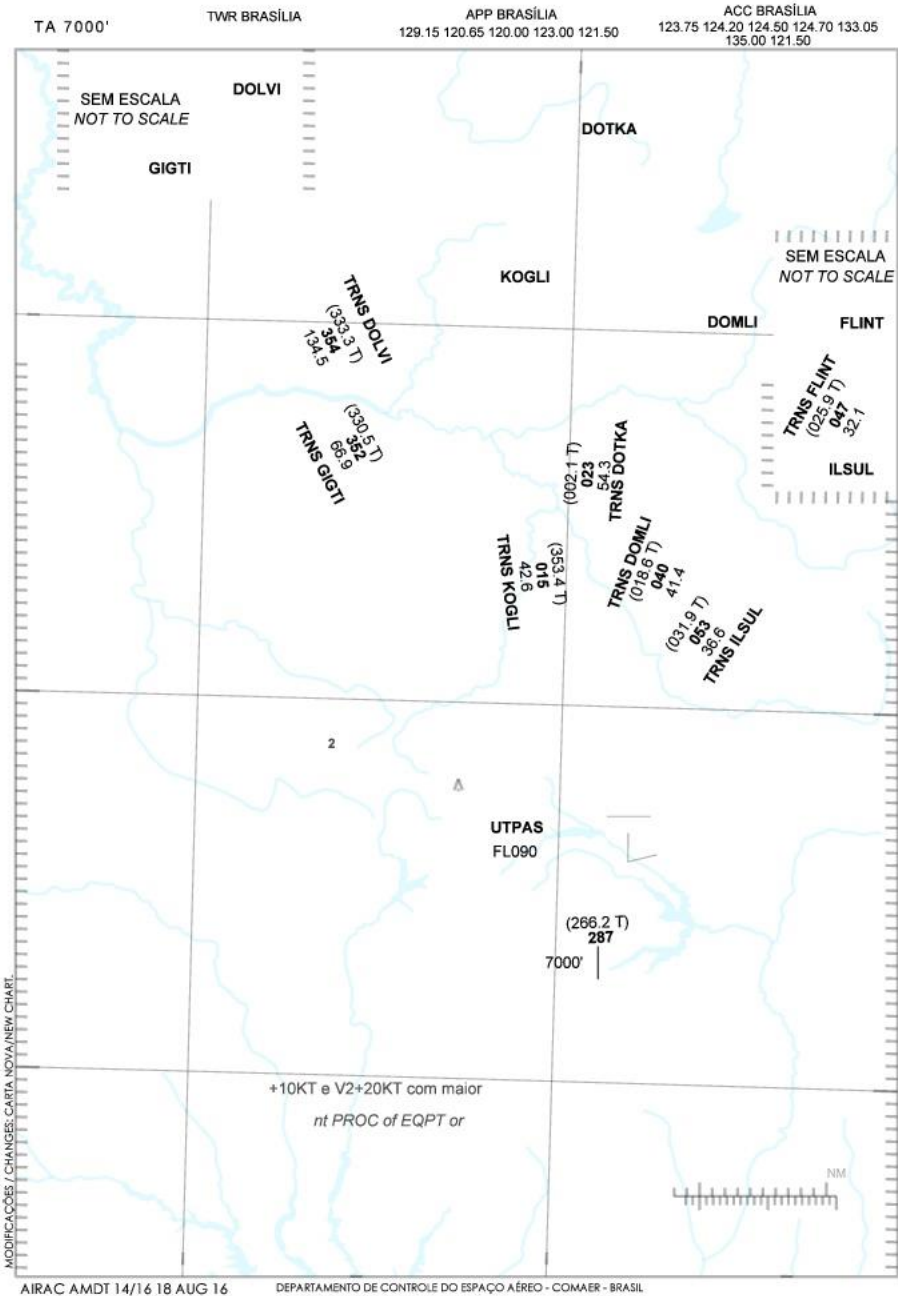 TA 7000'
TWR BRASÍLIA
APP BRASÍLIA
129.15 120.65 120.00 123.00 121.50
ACC BRASÍLIA
123.75 124.20 124.50 124.70 133.05
135.00 121.50
SEM ESCALA
NOT TO SCALE
DOLVI
GIGTI
DOTKA
KOGLI
SEM ESCALA
NOT TO SCALE
DOMLI
FLINT
TRNS DOLVI
(333.3 T)
354
134.5
TRNS FLINT
(025.9 T)
047
32.1
ILSUL
(330.5 T)
352
66.9
TRNS GIGTI
(002.1 T)
023
54.3
TRNS DOTKA
(353.4 T)
015
42.6
TRNS KOGLI
TRNS DOMLI
(018.6 T)
040
41.4
(031.9 T)
053
36.6
TRNS ILSUL
2
UTPAS
FL090
(266.2 T)
287
7000'
+10KT e V2+20KT com maior
nt PROC of EQPT or
NM
MODIFICAÇÕES / CHANGES: CARTA NOVA/NEW CHART.
AIRAC AMDT 14/16 18 AUG 16
DEPARTAMENTO DE CONTROLE DO ESPAÇO AÉREO - COMAER - BRASIL